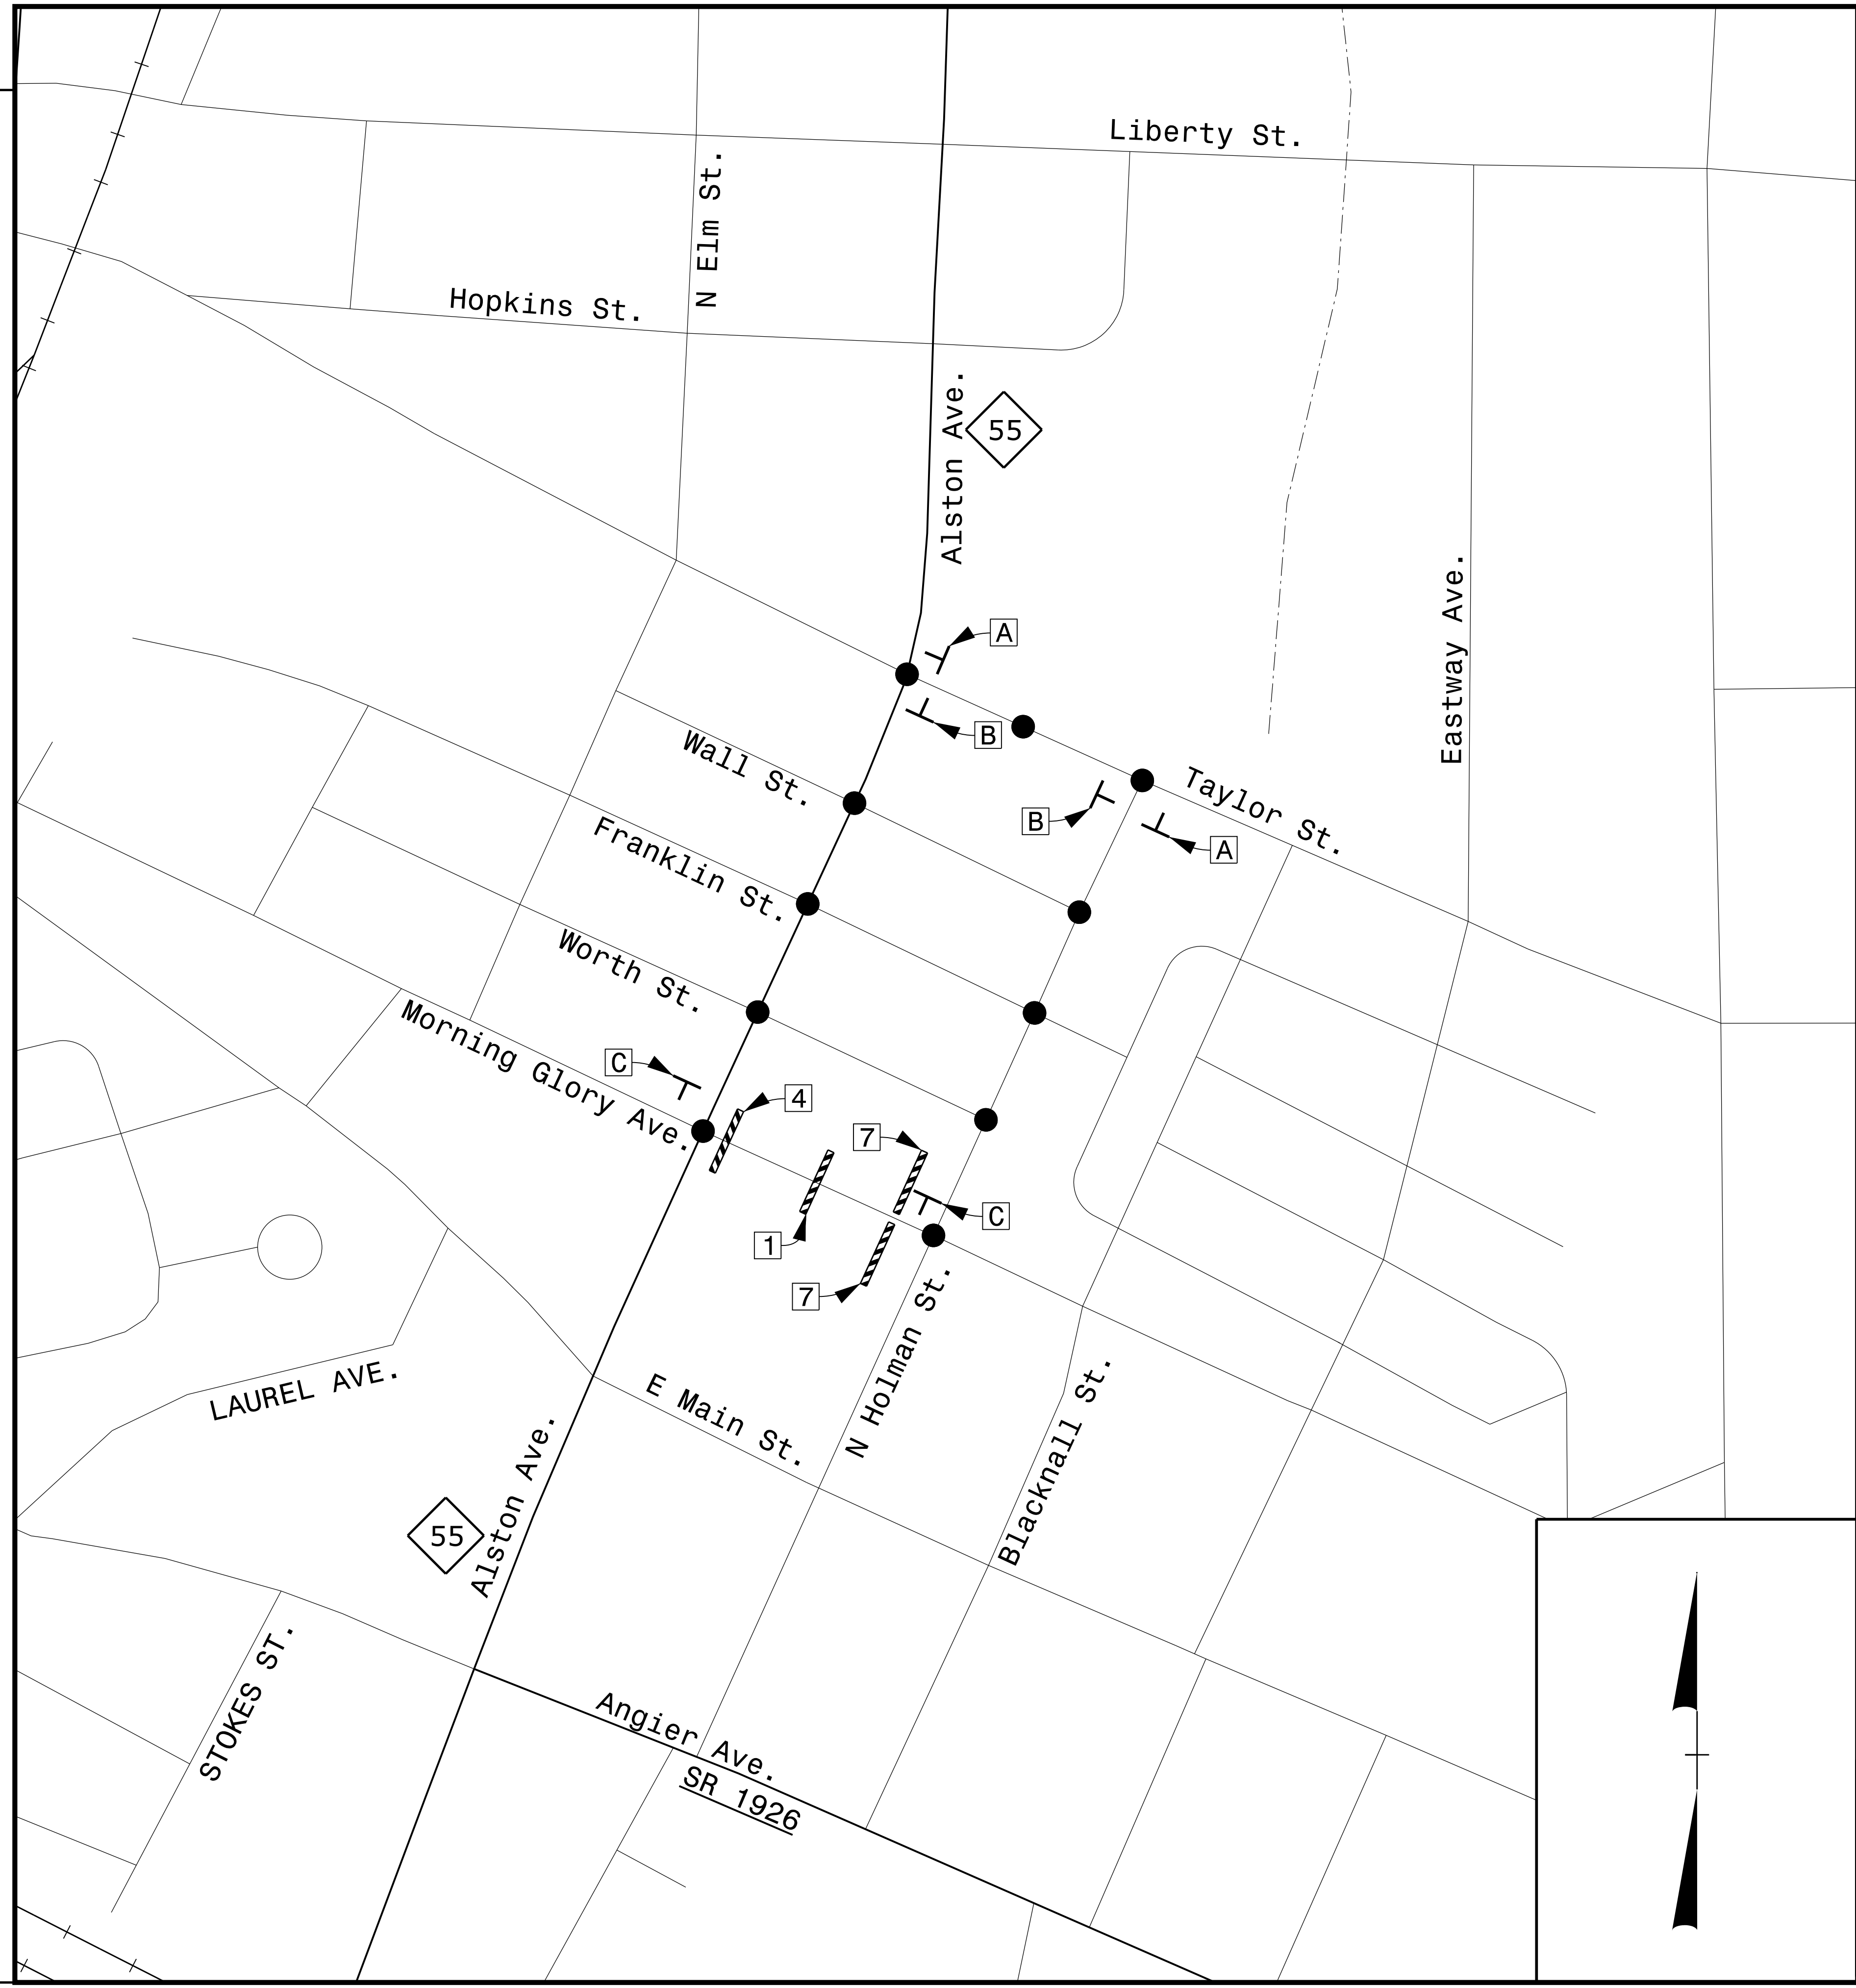 Liberty St.
N Elm St.
Hopkins St.
Alston Ave.
55
Eastway Ave.
A
B
Wall St.
Taylor St.
B
A
Franklin St.
Worth St.
Morning Glory Ave.
C
4
7
C
1
7
N Holman St.
E Main St.
LAUREL AVE.
Blacknall St.
Alston Ave.
55
STOKES ST.
Angier Ave.
SR 1926